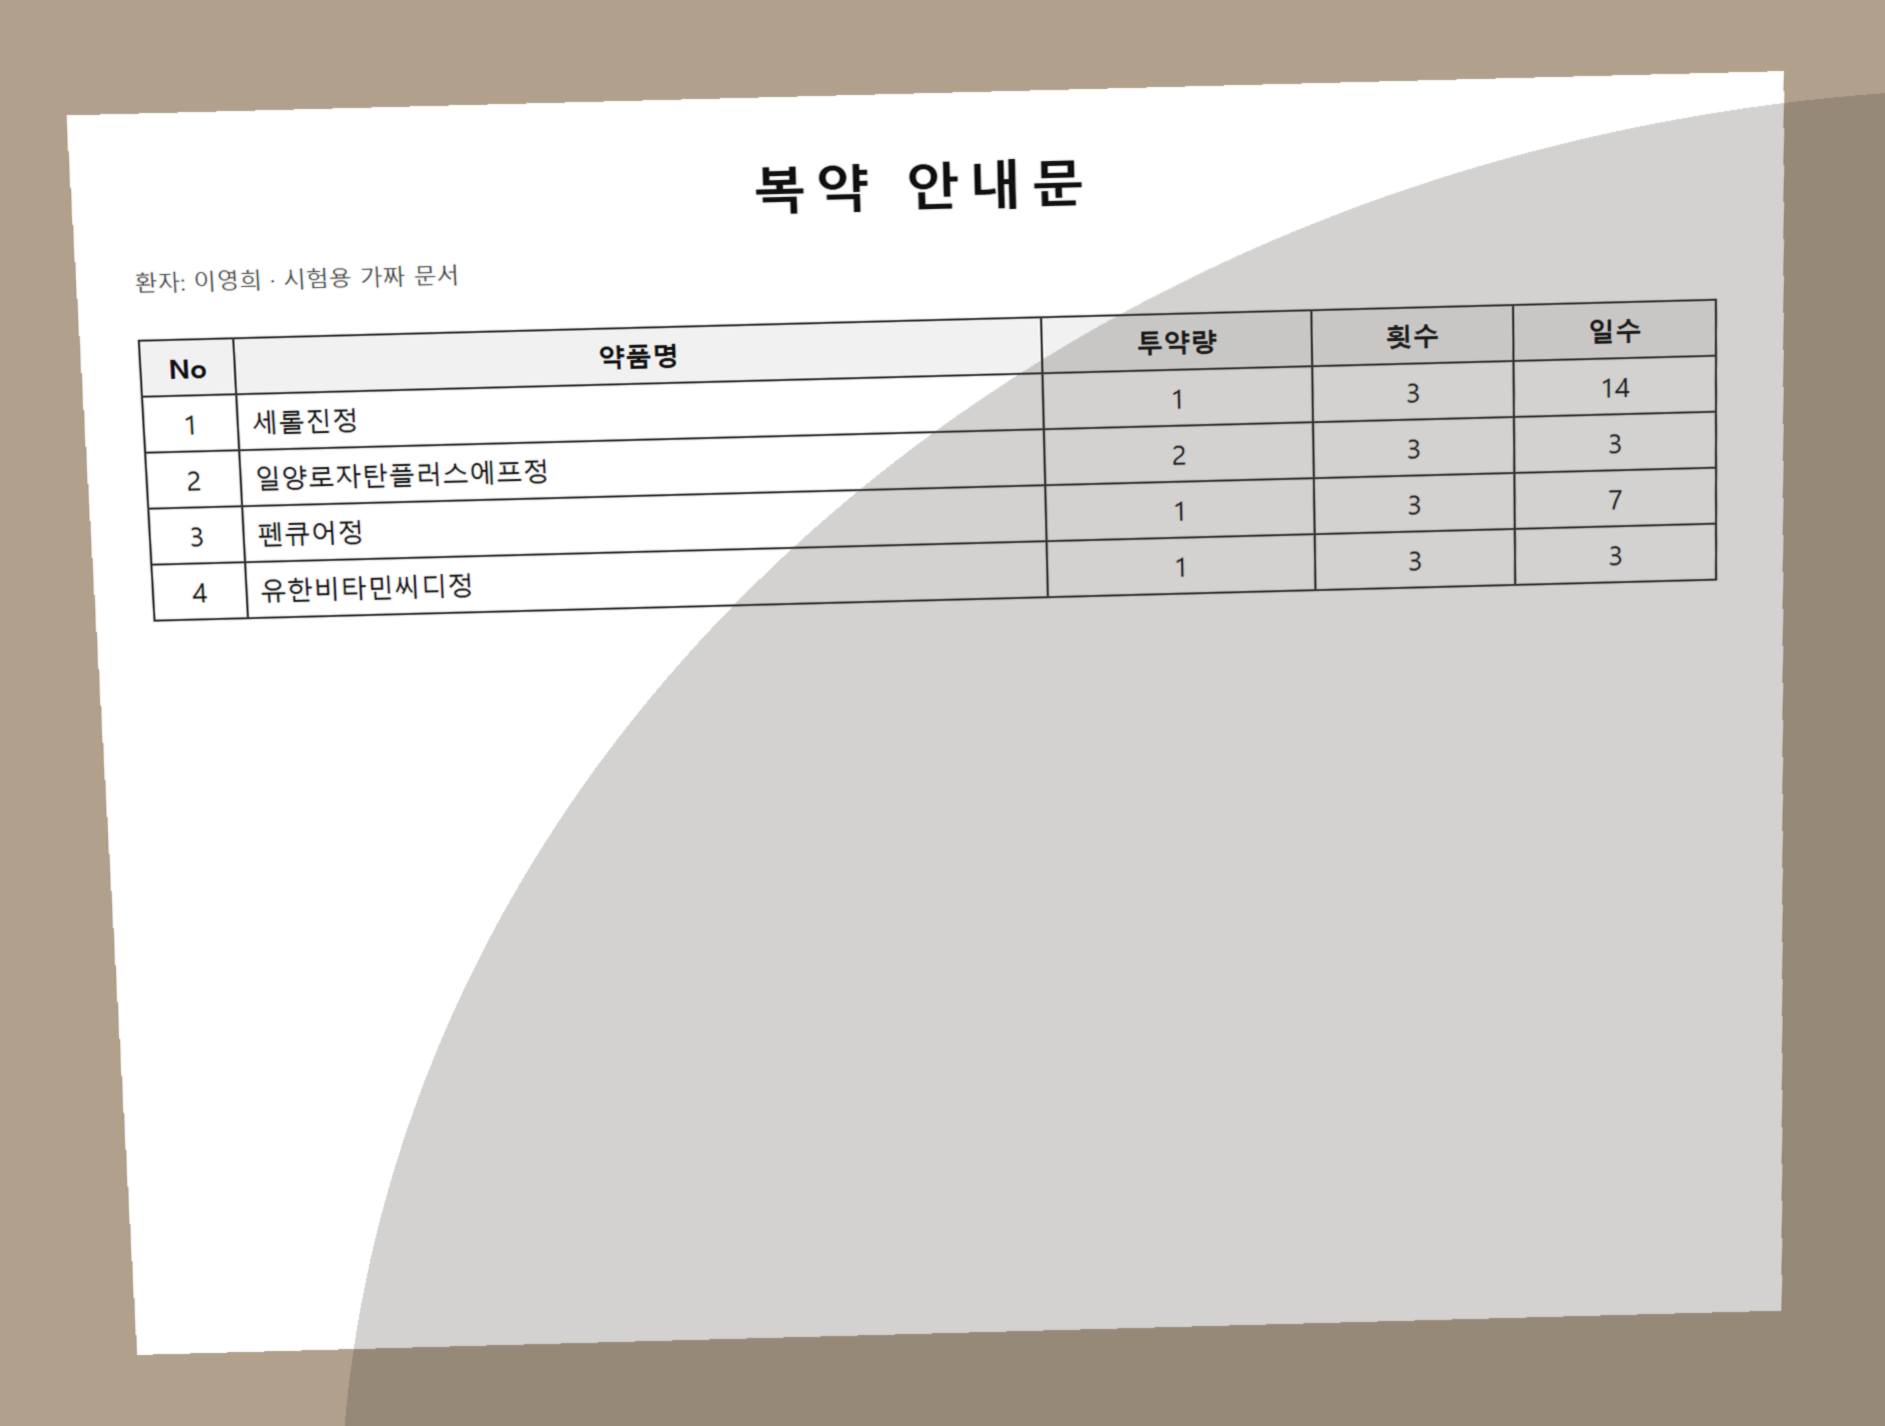 복약 안내문
환자: 이영희 · 시험용 가짜 문서
No 약품명 투약량 횟수 일수
1 세롤진정 1 3 14
2 일양로자탄플러스에프정 2 3 3
3 펜큐어정 1 3 7
4 유한비타민씨디정 1 3 3